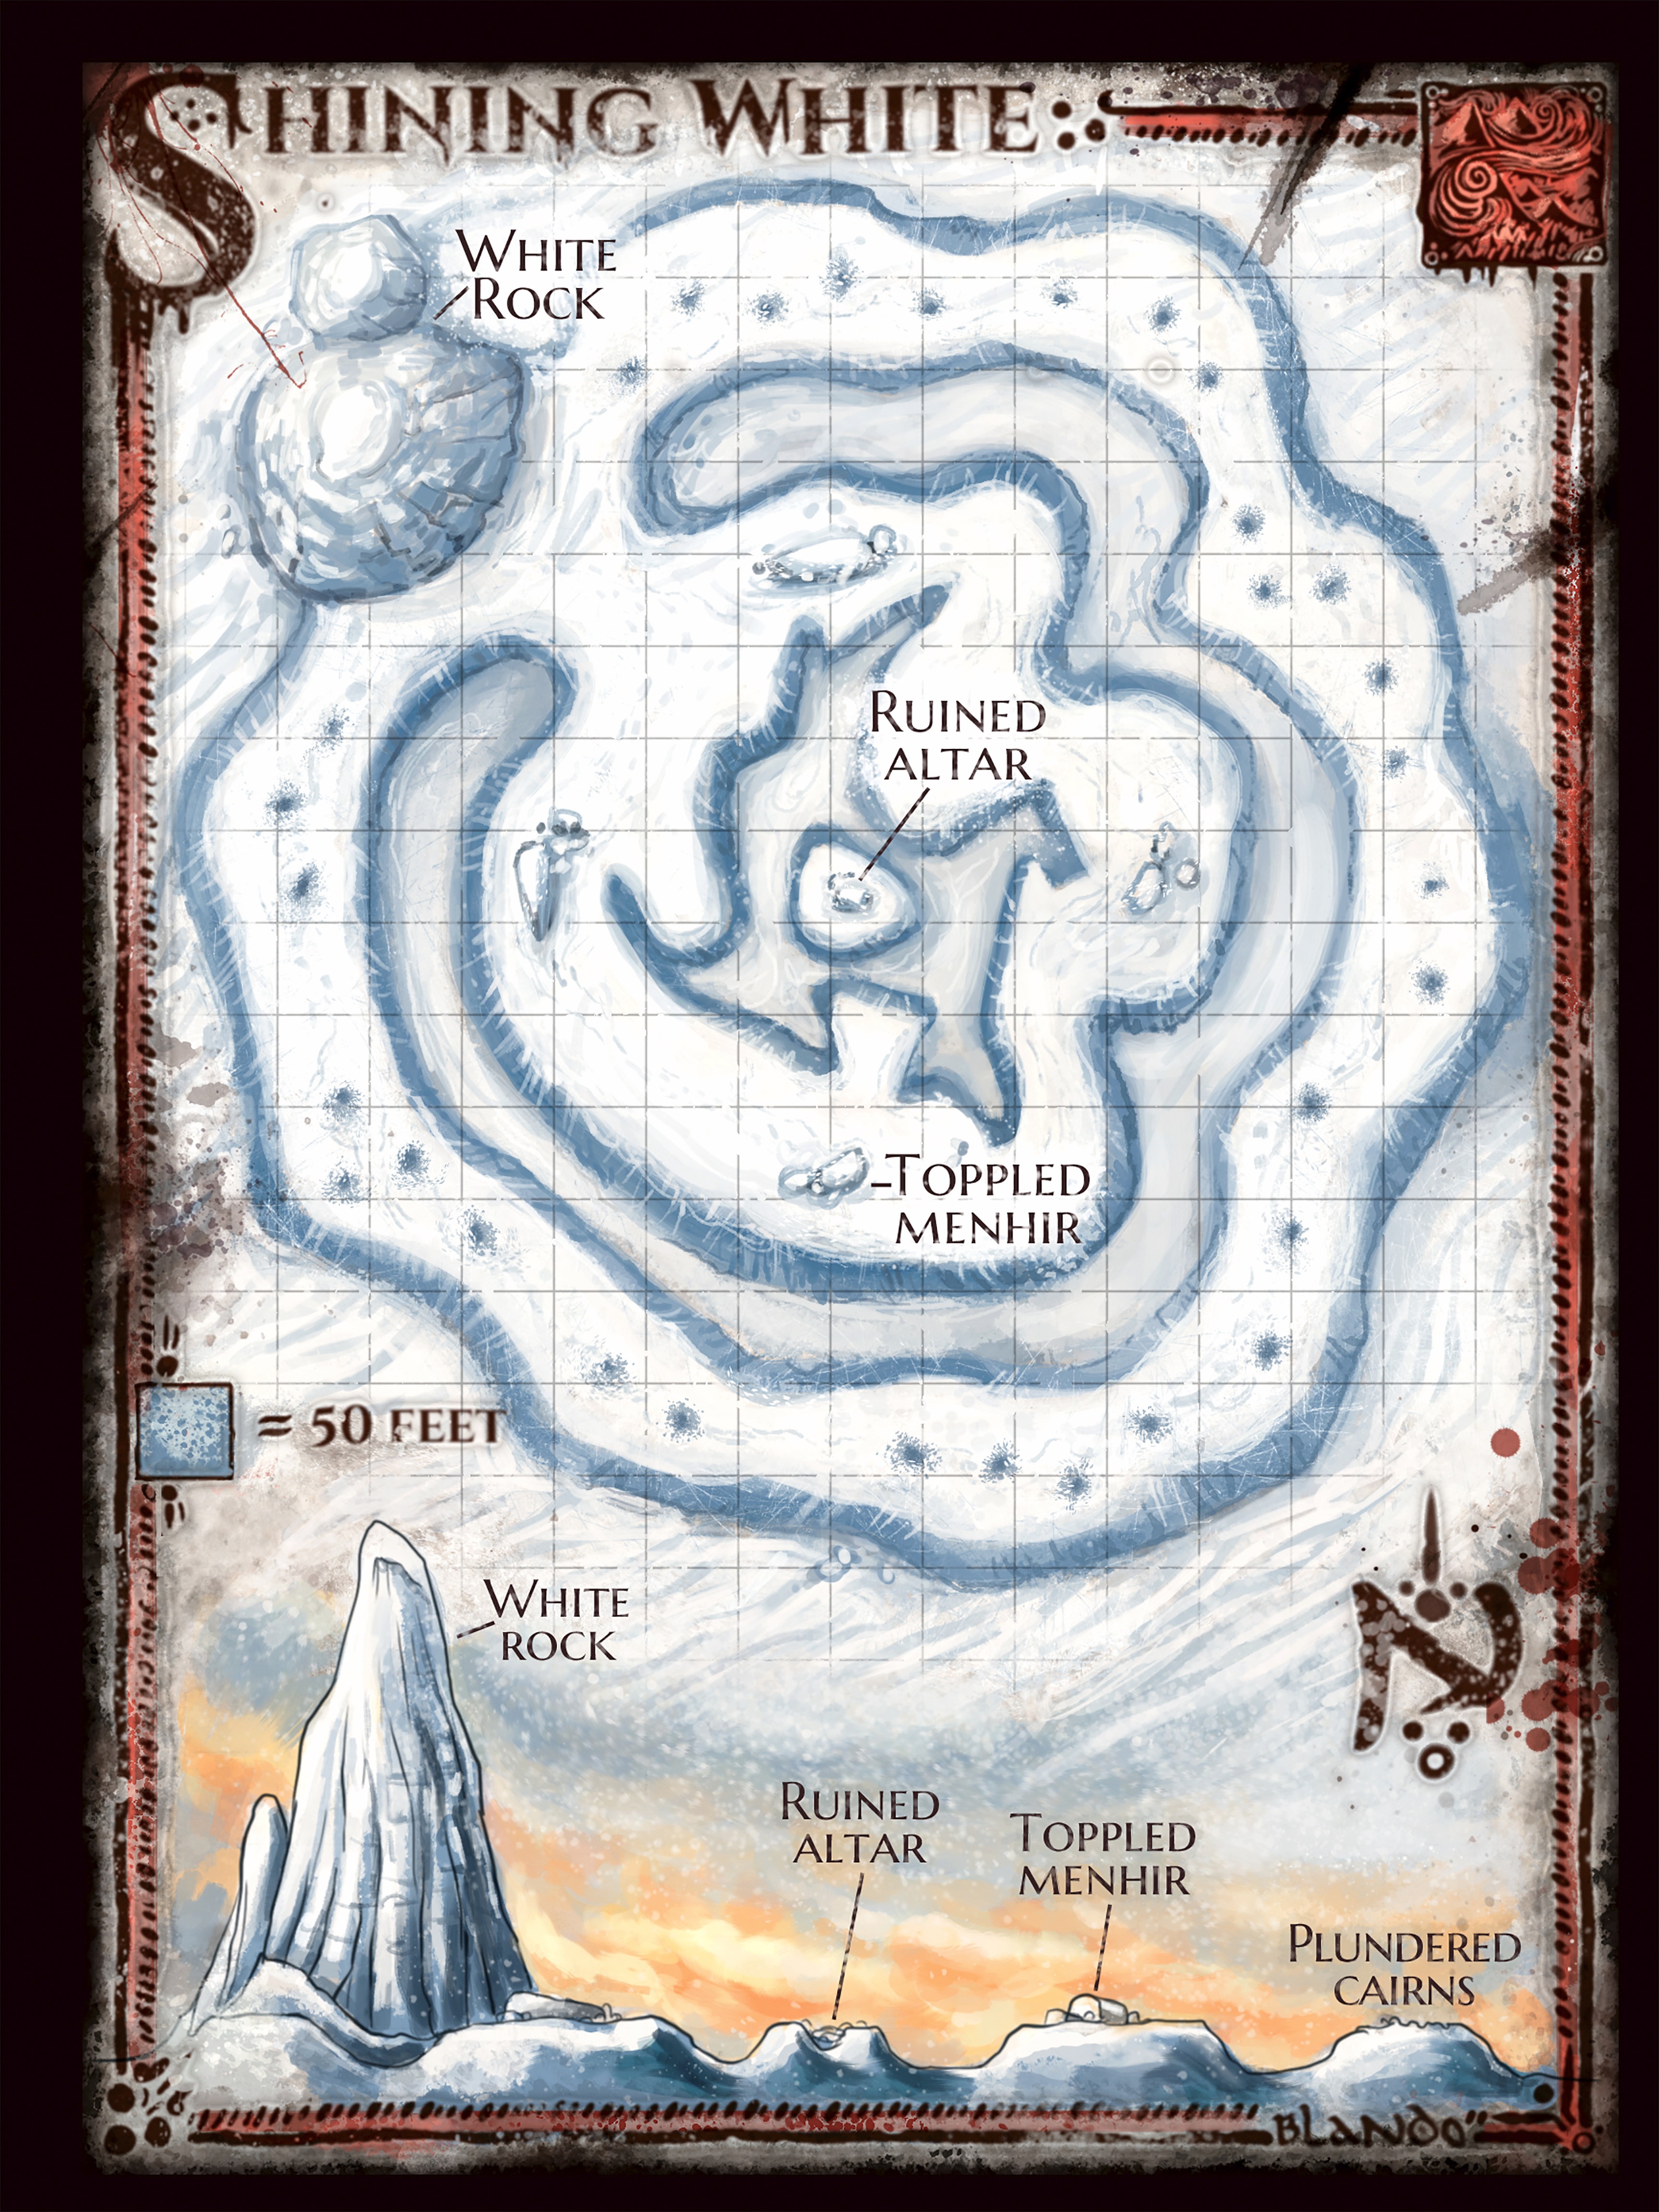 SHINING WHITE
WHITE
ROCK
RUINED
ALTAR
TOPPLED
MENHIR
= 50 FEET
N
WHITE
ROCK
RUINED
ALTAR
TOPPLED
MENHIR
PLUNDERED
CAIRNS
BLANDO